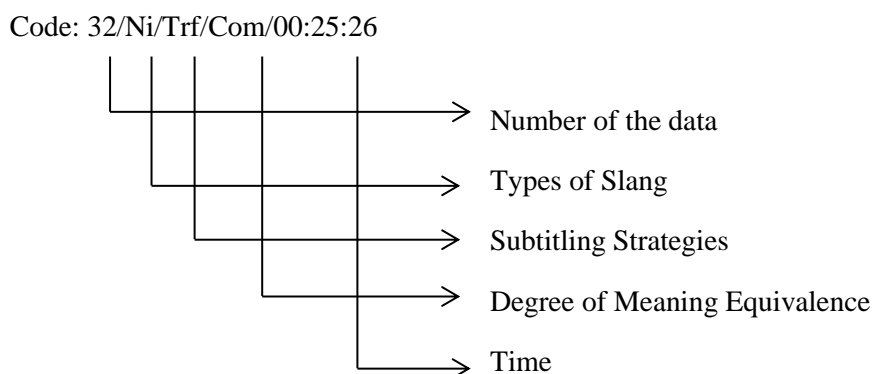 Code: 32/Ni/Trf/Com/00:25:26
Number of the data
Types of Slang
Subtitling Strategies
Degree of Meaning Equivalence
Time